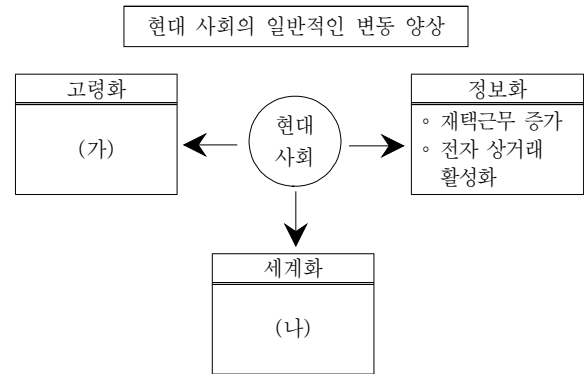 현대 사회의 일반적인 변동 양상
고령화
(가)
현대
사회
정보화
◦ 재택근무 증가
◦ 전자 상거래
활성화
세계화
(나)